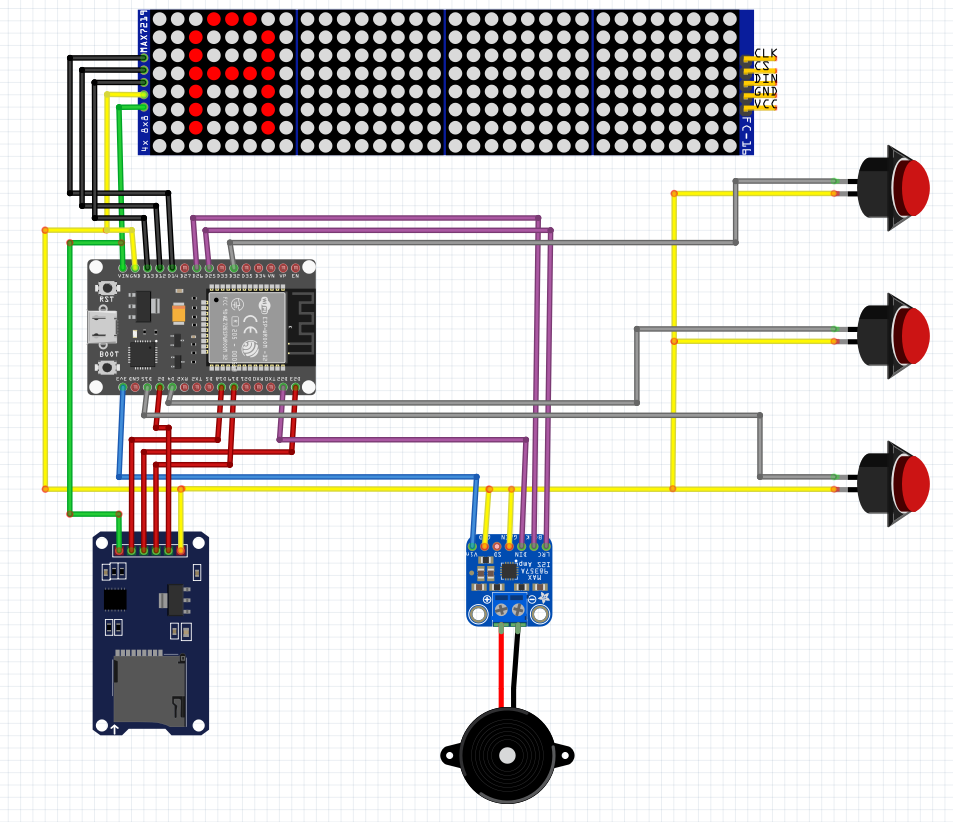 4x 8x8 MAX7219
CLK
CS
DIN
GND
VCC
FC-16
VIN GND D13 D12 D14 D27 D26 D25 D33 D32 D35 D34 VN VP EN
RST
BOOT
3V3 GND D15 D2 D4 RX2 TX2 D5 D18 D19 D21 RXD TXD D22 D23
Vin GND SD GAIN DIN BCLK LRC
MAX
98357A
I2S Amp